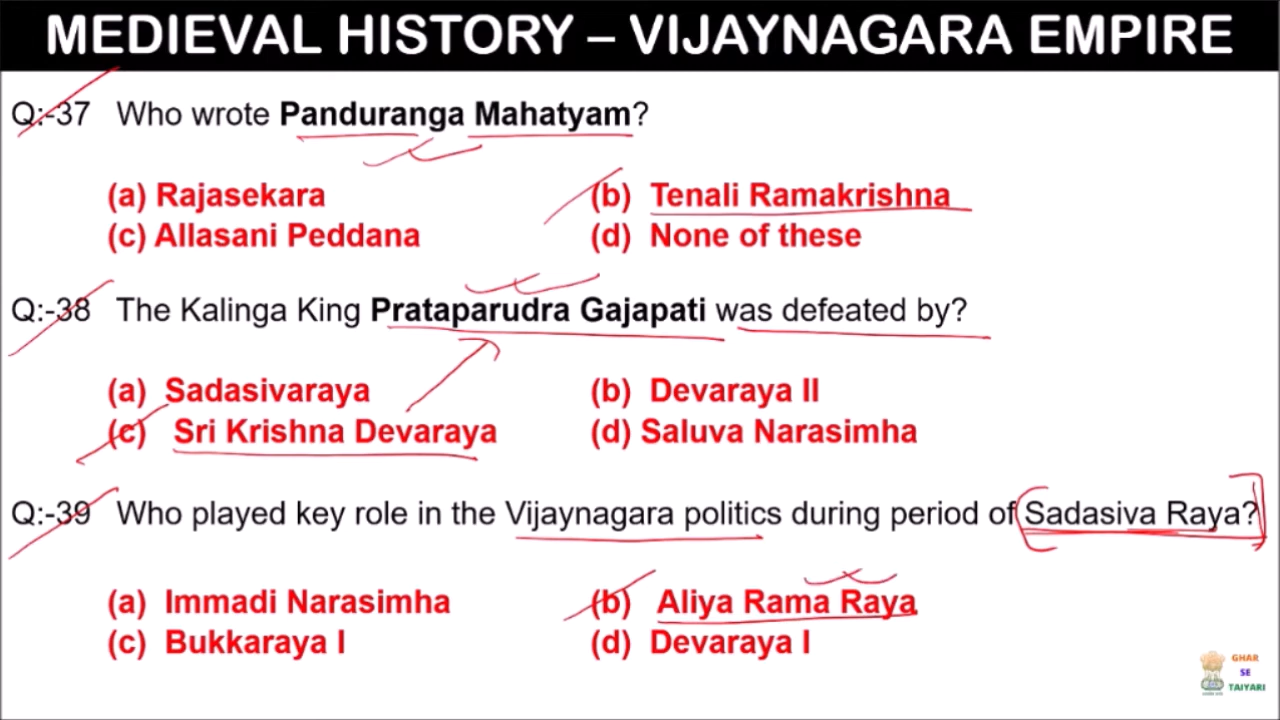 MEDIEVAL HISTORY – VIJAYNAGARA EMPIRE
Q:-37 Who wrote Panduranga Mahatyam?
(a) Rajasekara (b) Tenali Ramakrishna
(c) Allasani Peddana (d) None of these
Q:-38 The Kalinga King Prataparudra Gajapati was defeated by?
(a) Sadasivaraya (b) Devaraya II
(c) Sri Krishna Devaraya (d) Saluva Narasimha
Q:-39 Who played key role in the Vijaynagara politics during period of Sadasiva Raya?
(a) Immadi Narasimha (b) Aliya Rama Raya
(c) Bukkaraya I (d) Devaraya I
GHAR
SE
TAIYARI